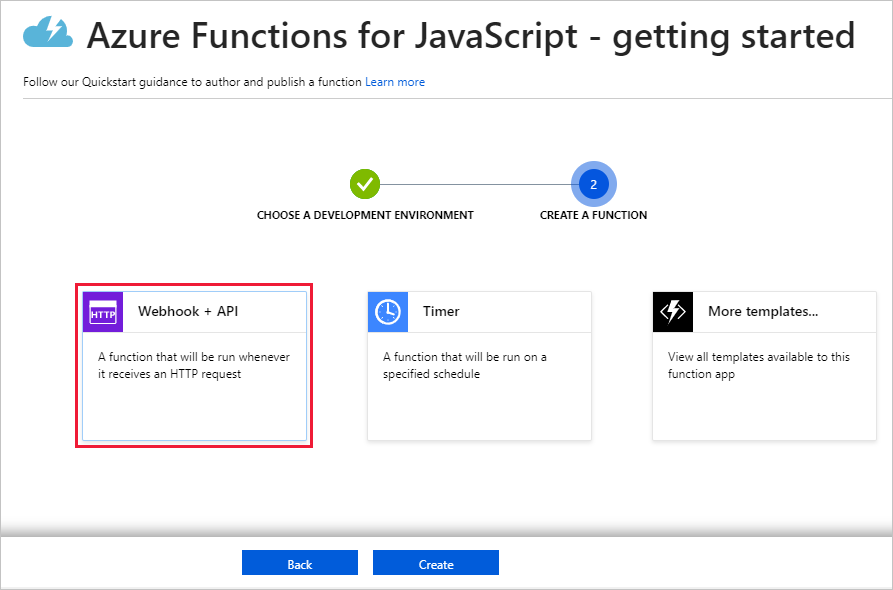 Azure Functions for JavaScript - getting started
Follow our Quickstart guidance to author and publish a function Learn more
2
CHOOSE A DEVELOPMENT ENVIRONMENT
CREATE A FUNCTION
HTTP
Webhook + API
A function that will be run whenever
it receives an HTTP request
Timer
A function that will be run on a
specified schedule
More templates...
View all templates available to this
function app
Back
Create